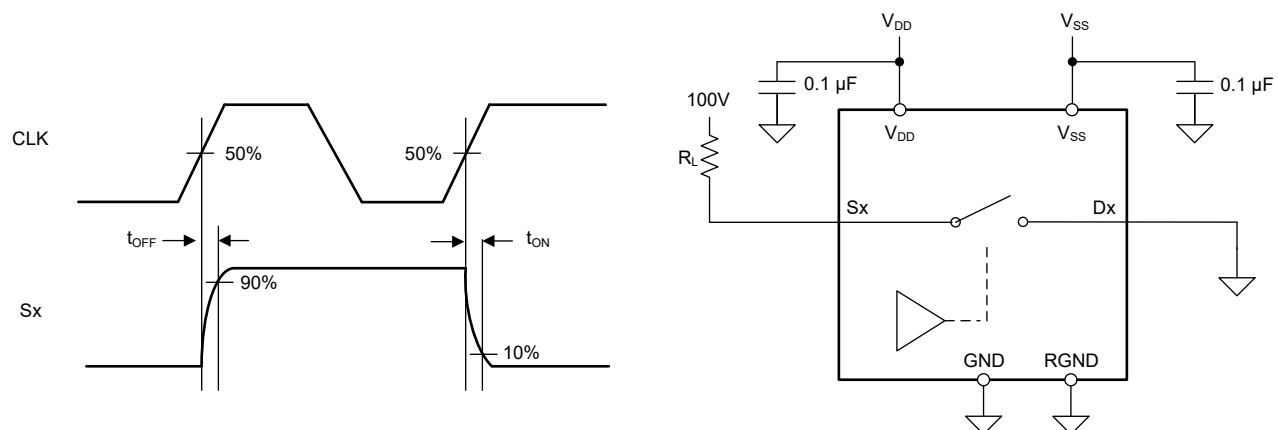 CLK
50%
50%
tOFF
tON
90%
Sx
10%
VDD
VSS
0.1 µF
0.1 µF
100V
VDD
VSS
RL
Sx
Dx
GND
RGND